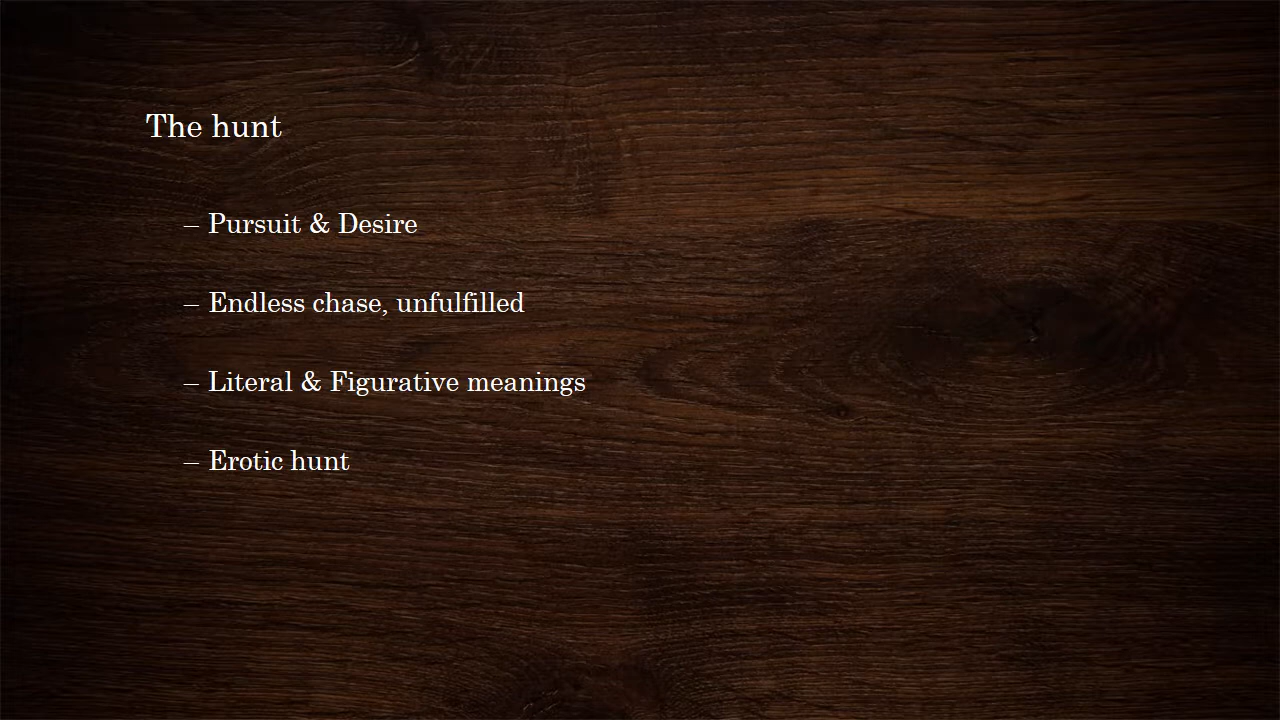 The hunt
– Pursuit & Desire
– Endless chase, unfulfilled
– Literal & Figurative meanings
– Erotic hunt